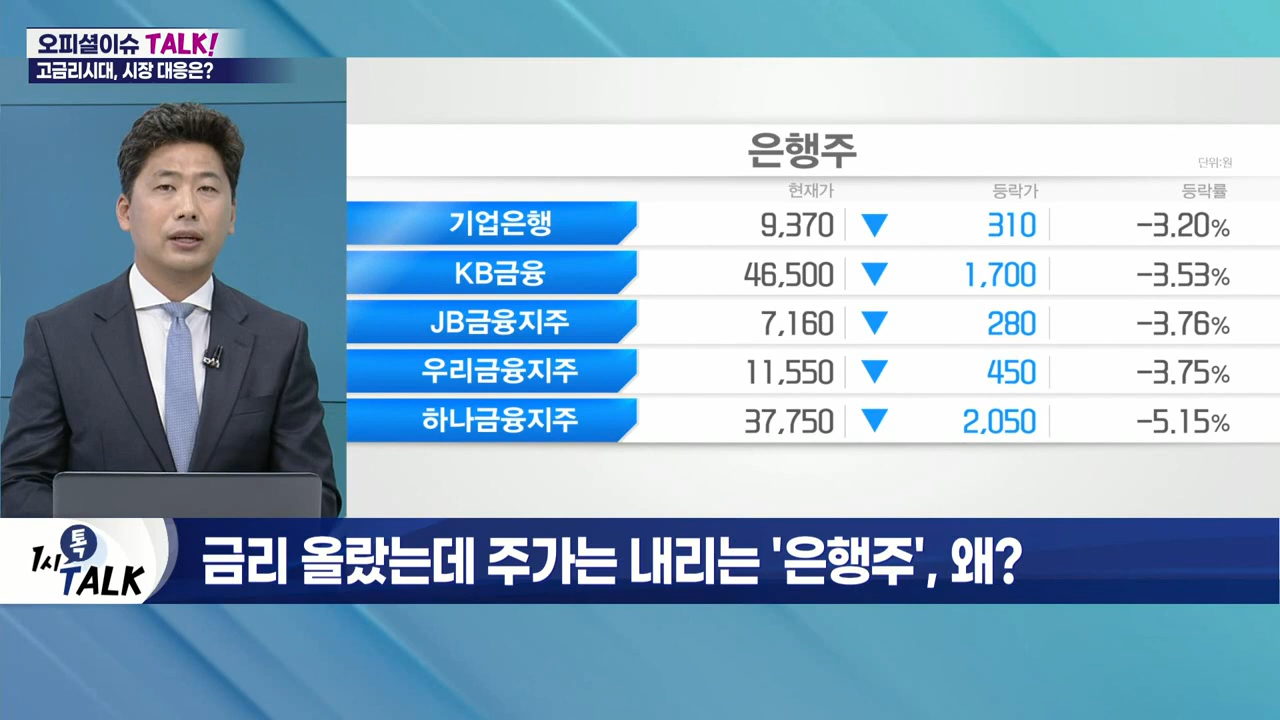 오피셜이슈 TALK!
고금리시대, 시장 대응은?
은행주
단위:원
현재가 등락가 등락률
기업은행 9,370 ▼ 310 -3.20%
KB금융 46,500 ▼ 1,700 -3.53%
JB금융지주 7,160 ▼ 280 -3.76%
우리금융지주 11,550 ▼ 450 -3.75%
하나금융지주 37,750 ▼ 2,050 -5.15%
1시톡 TALK
금리 올랐는데 주가는 내리는 '은행주', 왜?